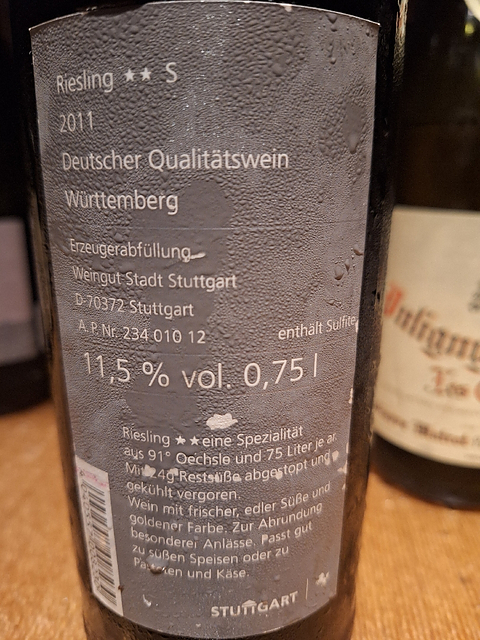 Riesling ★★ S
2011
Deutscher Qualitätswein
Württemberg
Erzeugerabfüllung
Weingut Stadt Stuttgart
D-70372 Stuttgart
A. P. Nr. 234 010 12
enthält Sulfite
11,5 % vol. 0,75 l
Riesling ★★eine Spezialität
aus 91° Oechsle und 75 Liter je ar.
Mit 24g Restsüße abgestopt und
gekühlt vergoren.
Wein mit frischer, edler Süße und
goldener Farbe. Zur Abrundung
besonderer Anlässe. Passt gut
zu süßen Speisen oder zu
und Käse.
STUTTGART